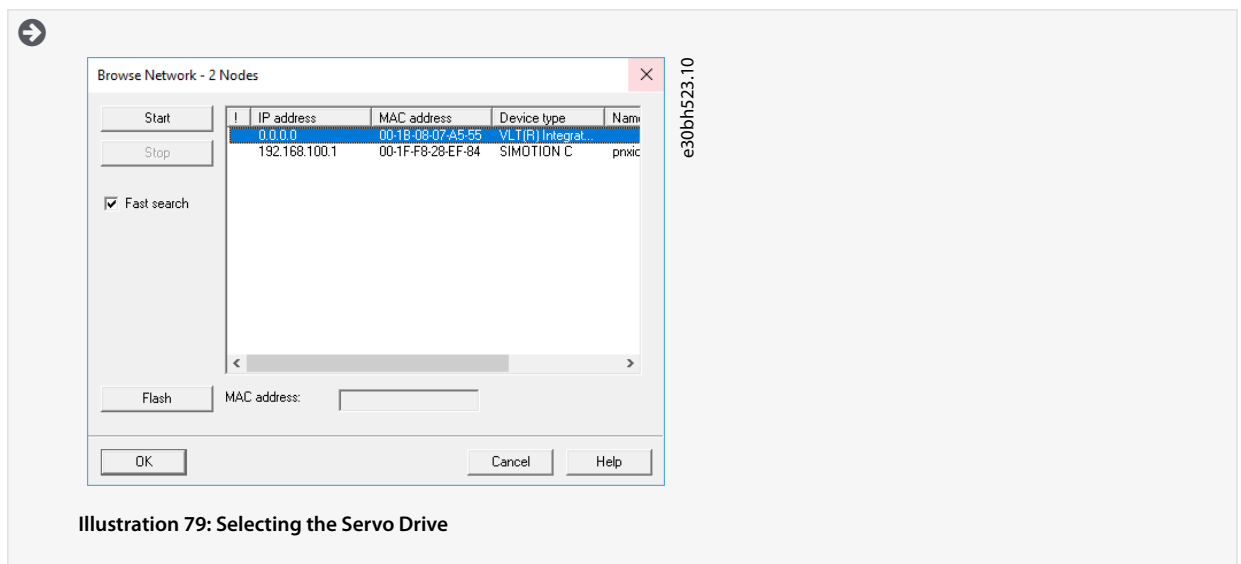 Browse Network - 2 Nodes
Start
Stop
Fast search
! IP address MAC address Device type
0.0.0.0 00-1B-08-07-A5-55 VLT(R) Integrat...
192.168.100.1 00-1F-F8-28-EF-84 SIMOTION C
Flash MAC address:
OK Cancel Help
e30bh523.10
Illustration 79: Selecting the Servo Drive